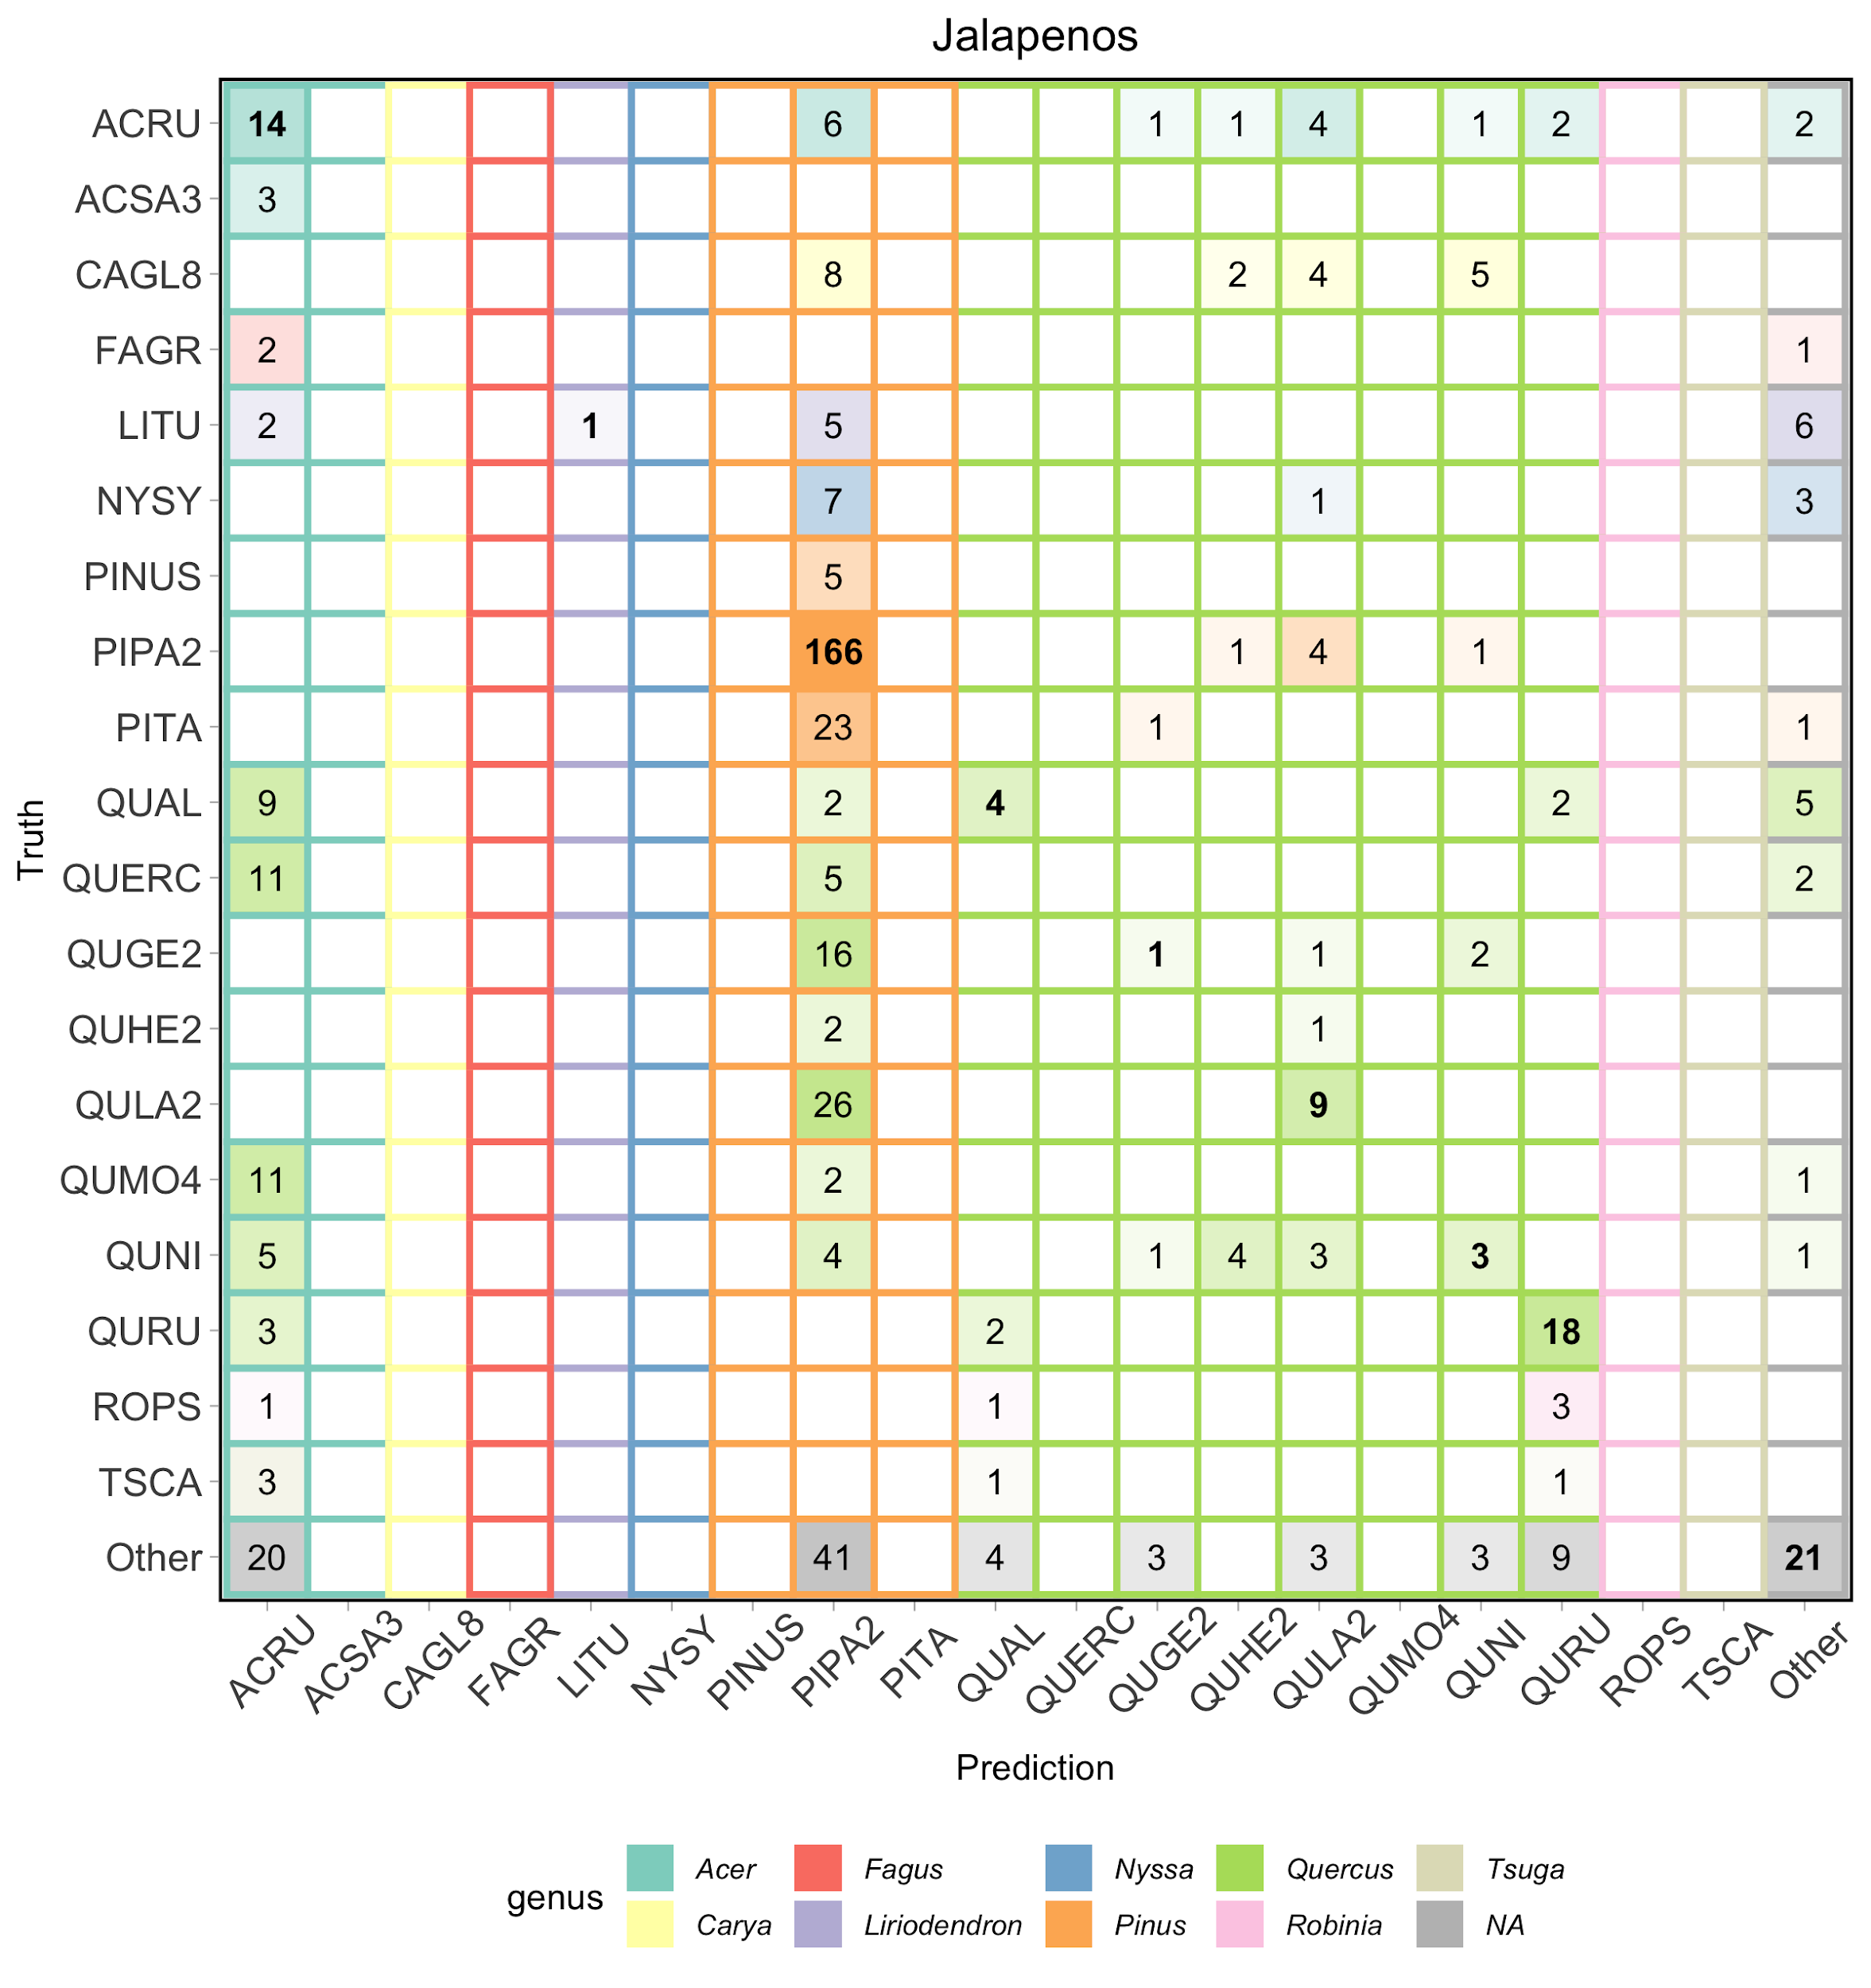 Jalapenos
ACRU 14 6 1 1 4 1 2 2
ACSA3 3
CAGL8 8 2 4 5
FAGR 2 1
LITU 2 1 5 6
NYSY 7 1 3
PINUS 5
PIPA2 166 1 4 1
PITA 23 1 1
QUAL 9 2 4 2 5
QUERC 11 5 2
QUGE2 16 1 1 2
QUHE2 2 1
QULA2 26 9
QUMO4 11 2 1
QUNI 5 4 1 4 3 3 1
QURU 3 2 18
ROPS 1 1 3
TSCA 3 1 1
Other 20 41 4 3 3 3 9 21
Truth
ACRU ACSA3 CAGL8 FAGR LITU NYSY PINUS PIPA2 PITA QUAL QUERC QUGE2 QUHE2 QULA2 QUMO4 QUNI QURU ROPS TSCA Other
Prediction
genus
Acer Fagus Nyssa Quercus Tsuga
Carya Liriodendron Pinus Robinia NA